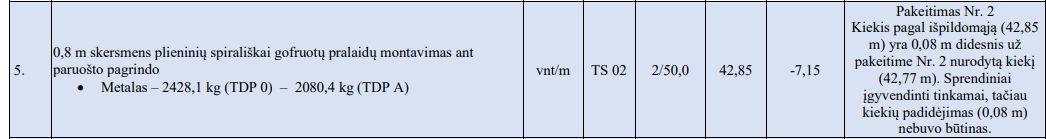 Pakeitimas Nr. 2
Kiekis pagal išpildomąją (42,85
m) yra 0,08 m didesnis už
pakeitime Nr. 2 nurodytą kiekį
(42,77 m). Sprendiniai
įgyvendinti tinkamai, tačiau
kiekių padidėjimas (0,08 m)
nebuvo būtinas.
5.
0,8 m skersmens plieninių spirališkai gofruotų pralaidų montavimas ant
paruošto pagrindo
• Metalas – 2428,1 kg (TDP 0) – 2080,4 kg (TDP A)
vnt/m
TS 02
2/50,0
42,85
-7,15